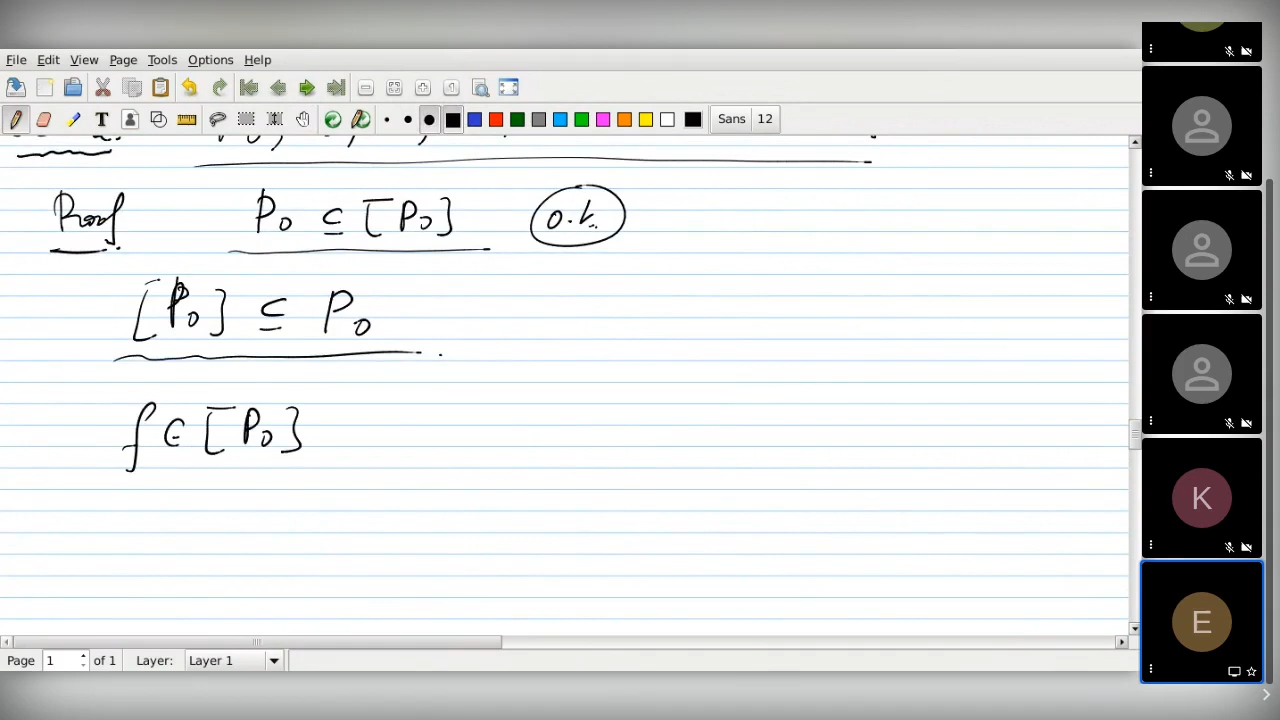 File Edit View Page Tools Options Help
Sans 12
Proof P₀ ⊆ [P₀] o.k.
[P₀] ⊆ P₀
f ∈ [P₀]
K
E
Page 1 of 1 Layer: Layer 1